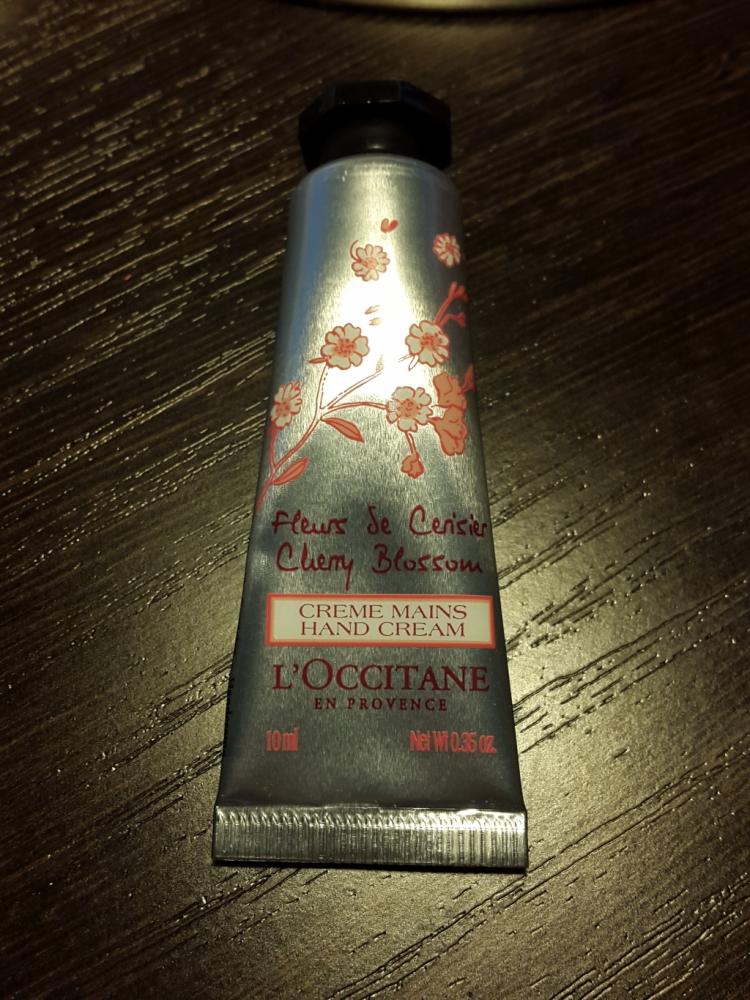 Fleurs de Cerisier
Cherry Blossom
CREME MAINS
HAND CREAM
L'OCCITANE
EN PROVENCE
10 ml Net Wt 0.35 oz.